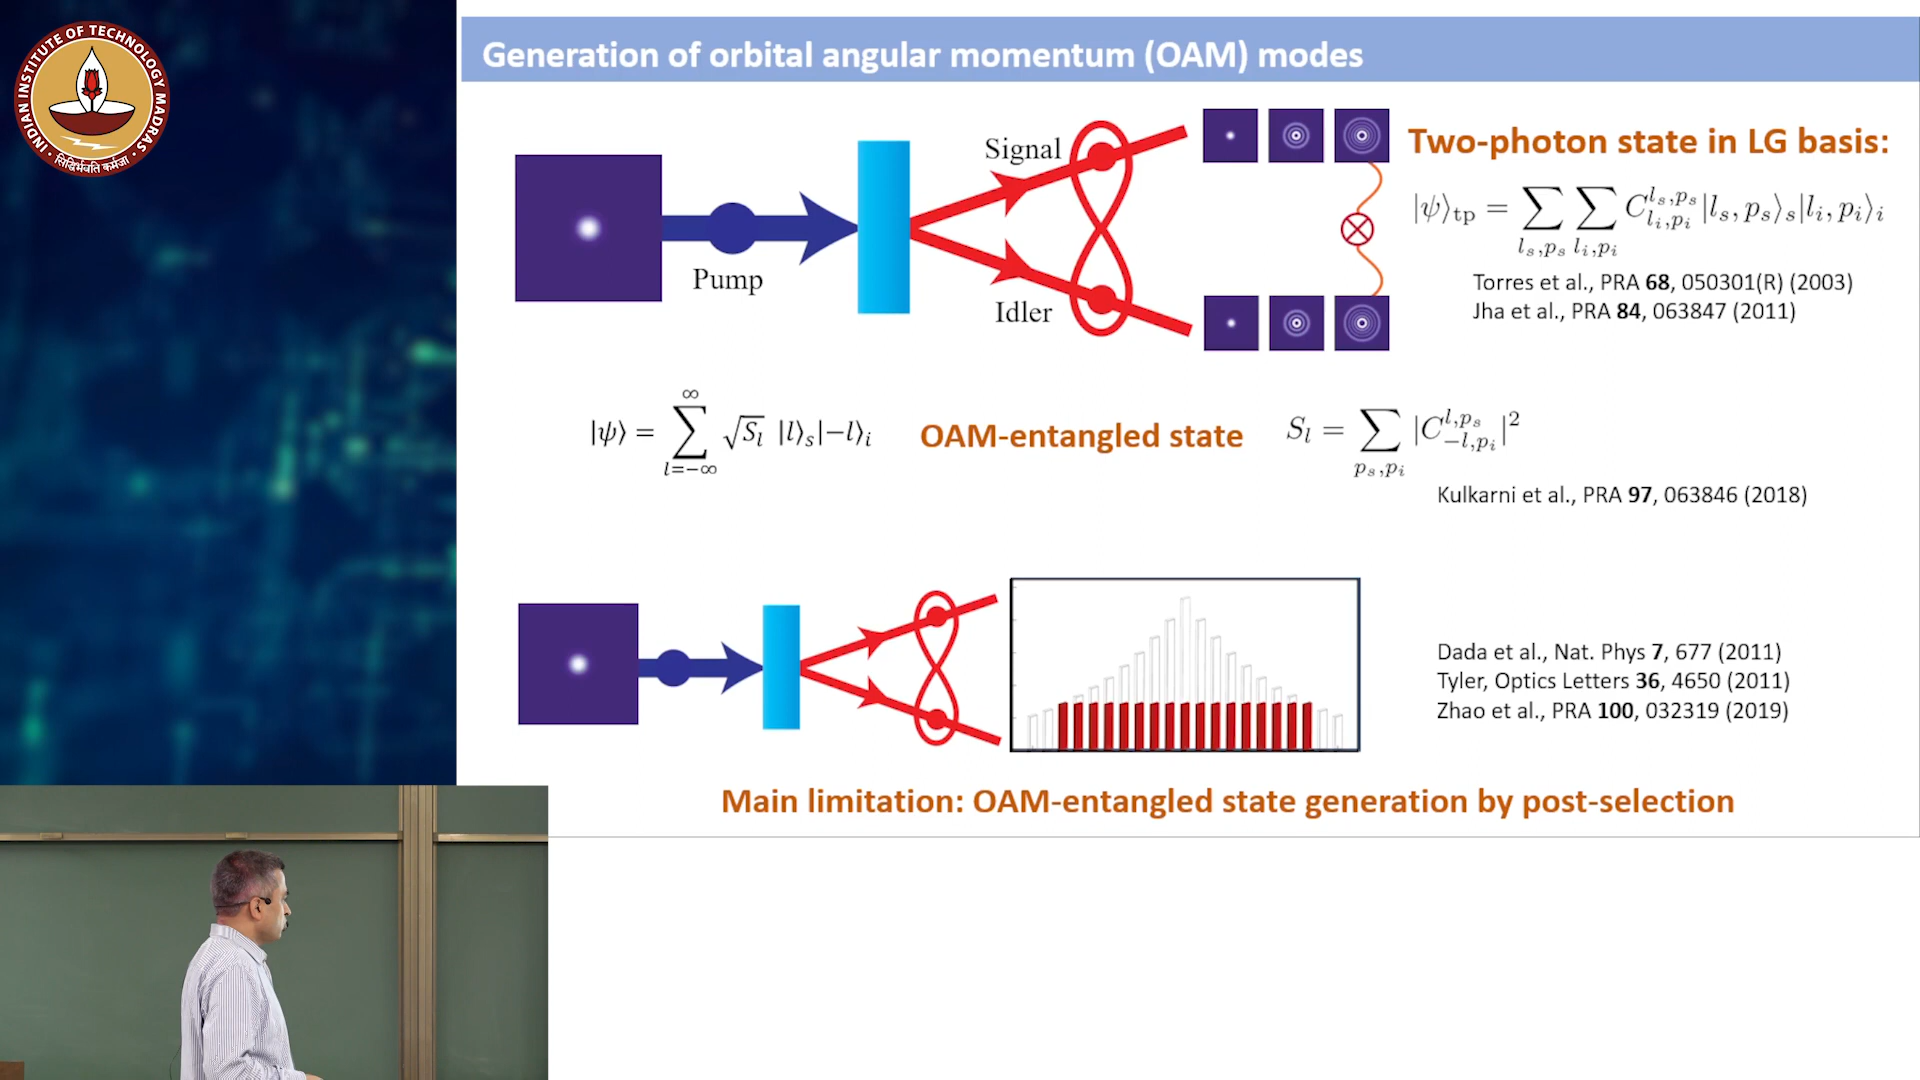 INDIAN INSTITUTE OF TECHNOLOGY MADRAS
सिद्धिर्भवति कर्मजा
Generation of orbital angular momentum (OAM) modes
Signal
Pump
Idler
Two-photon state in LG basis:
|ψ⟩_tp = ∑_{l_s,p_s} ∑_{l_i,p_i} C^{l_s,p_s}_{l_i,p_i} |l_s, p_s⟩_s |l_i, p_i⟩_i
Torres et al., PRA 68, 050301(R) (2003)
Jha et al., PRA 84, 063847 (2011)
|ψ⟩ = ∑_{l=−∞}^{∞} √S_l |l⟩_s|−l⟩_i
OAM-entangled state
S_l = ∑_{p_s,p_i} |C^{l,p_s}_{−l,p_i}|²
Kulkarni et al., PRA 97, 063846 (2018)
Dada et al., Nat. Phys 7, 677 (2011)
Tyler, Optics Letters 36, 4650 (2011)
Zhao et al., PRA 100, 032319 (2019)
Main limitation: OAM-entangled state generation by post-selection